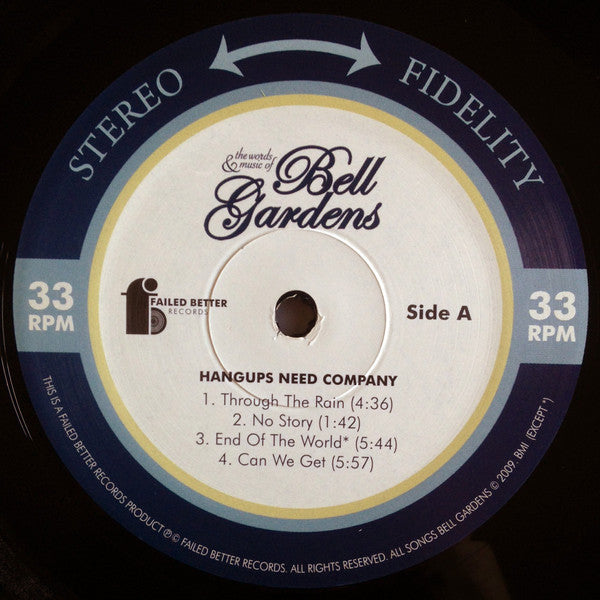 STEREO FIDELITY
the words
& music of
Bell
Gardens
33
RPM
33
RPM
FAILED BETTER
RECORDS
Side A
HANGUPS NEED COMPANY
1. Through The Rain (4:36)
2. No Story (1:42)
3. End Of The World* (5:44)
4. Can We Get (5:57)
THIS IS A FAILED BETTER RECORDS PRODUCT ℗© FAILED BETTER RECORDS. ALL RIGHTS RESERVED. ALL SONGS BELL GARDENS © 2009, BMI (EXCEPT *)